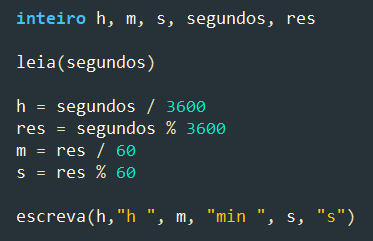 inteiro h, m, s, segundos, res
leia(segundos)
h = segundos / 3600
res = segundos % 3600
m = res / 60
s = res % 60
escreva(h,"h ", m, "min ", s, "s")